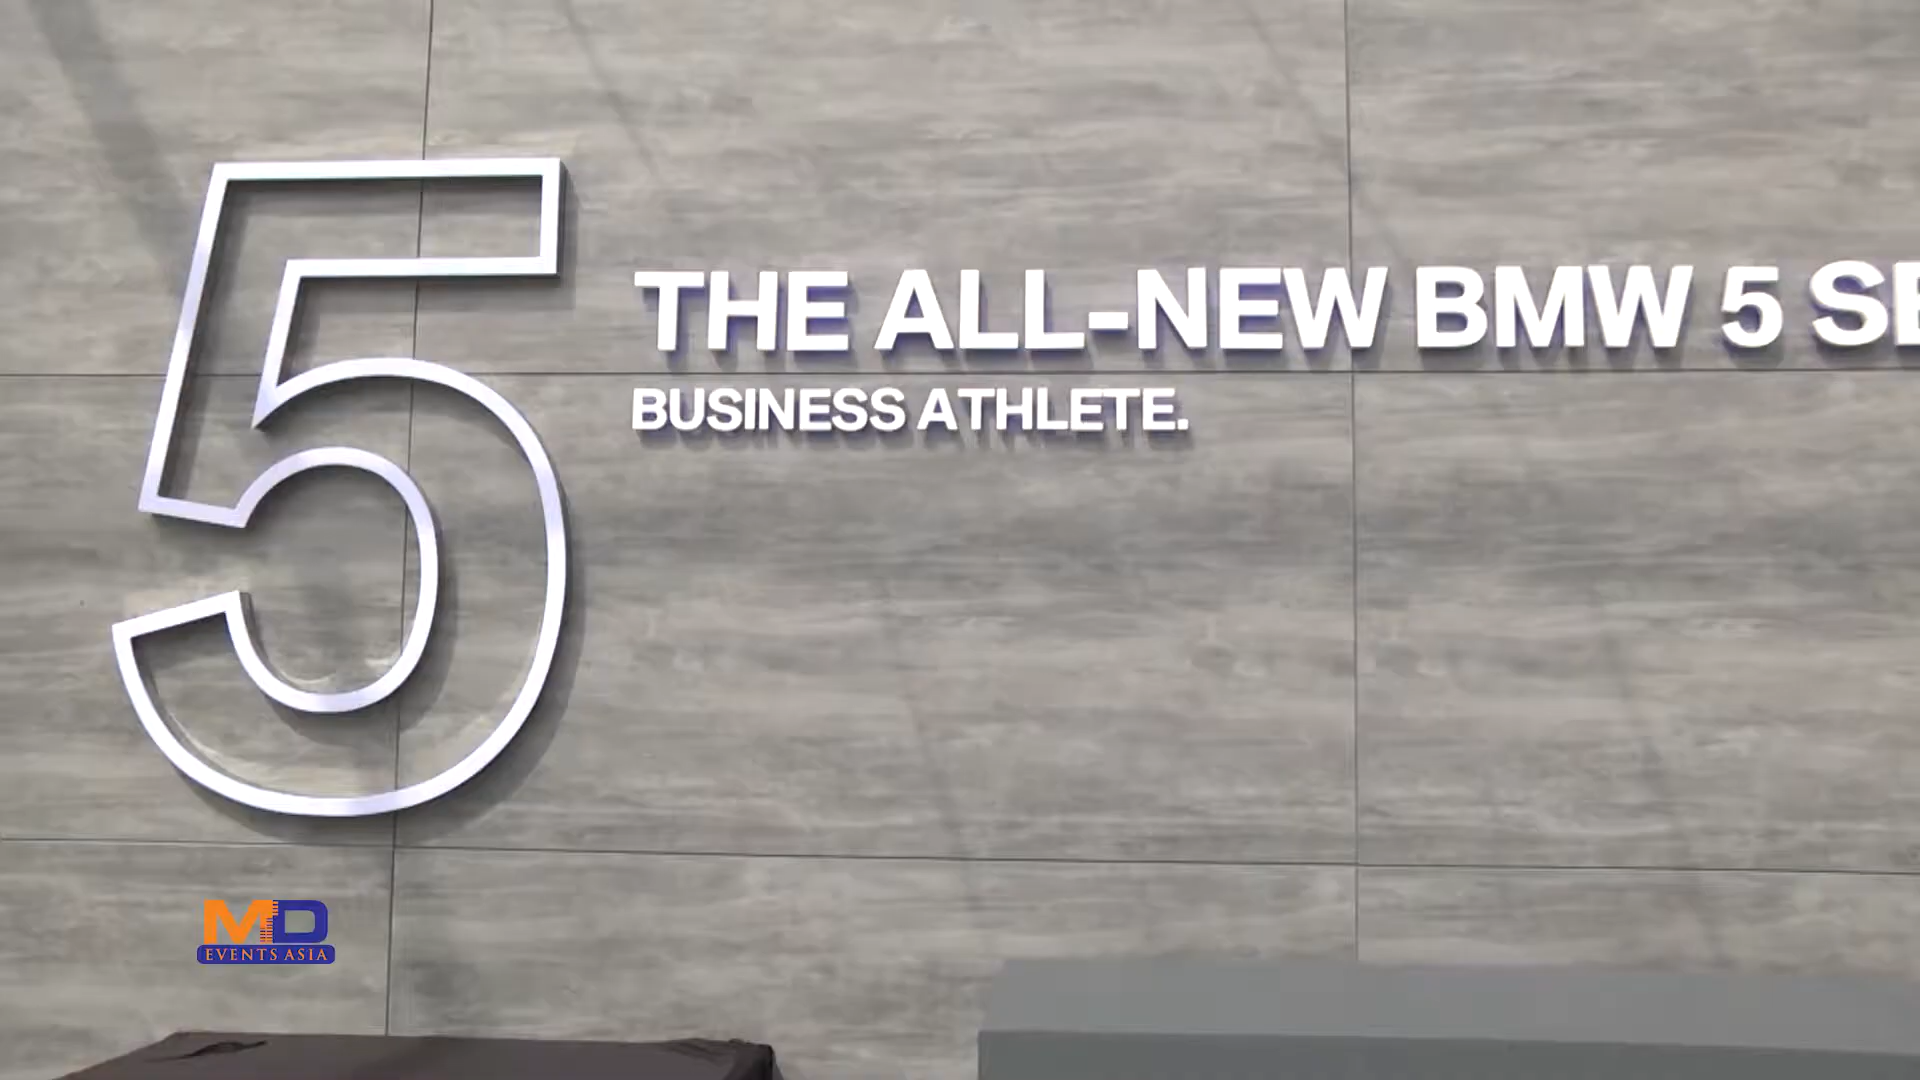 5
THE ALL-NEW BMW 5 SE
BUSINESS ATHLETE.
MD
EVENTS ASIA